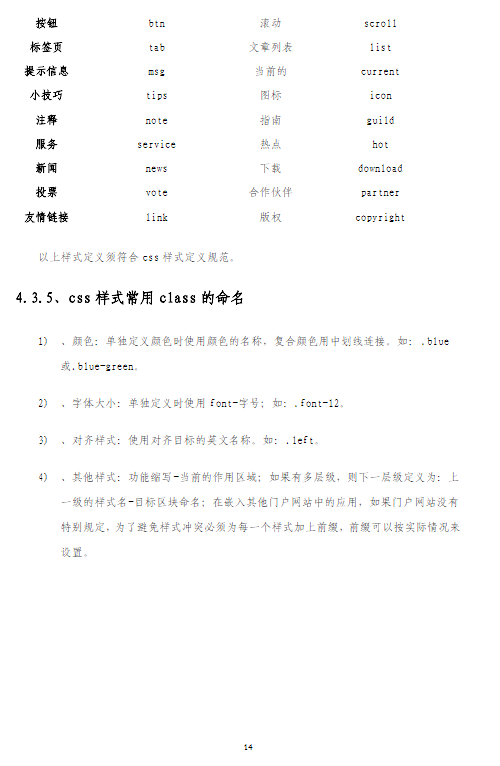 按钮 btn 滚动 scroll
标签页 tab 文章列表 list
提示信息 msg 当前的 current
小技巧 tips 图标 icon
注释 note 指南 guild
服务 service 热点 hot
新闻 news 下载 download
投票 vote 合作伙伴 partner
友情链接 link 版权 copyright
以上样式定义须符合 css 样式定义规范。
4.3.5、css 样式常用 class 的命名
1) 、颜色：单独定义颜色时使用颜色的名称，复合颜色用中划线连接。如：.blue
或.blue-green。
2) 、字体大小：单独定义时使用 font-字号；如：.font-12。
3) 、对齐样式：使用对齐目标的英文名称。如：.left。
4) 、其他样式：功能缩写-当前的作用区域；如果有多层级，则下一层级定义为：上
一级的样式名-目标区块命名；在嵌入其他门户网站中的应用，如果门户网站没有
特别规定，为了避免样式冲突必须为每一个样式加上前缀，前缀可以按实际情况来
设置。
14